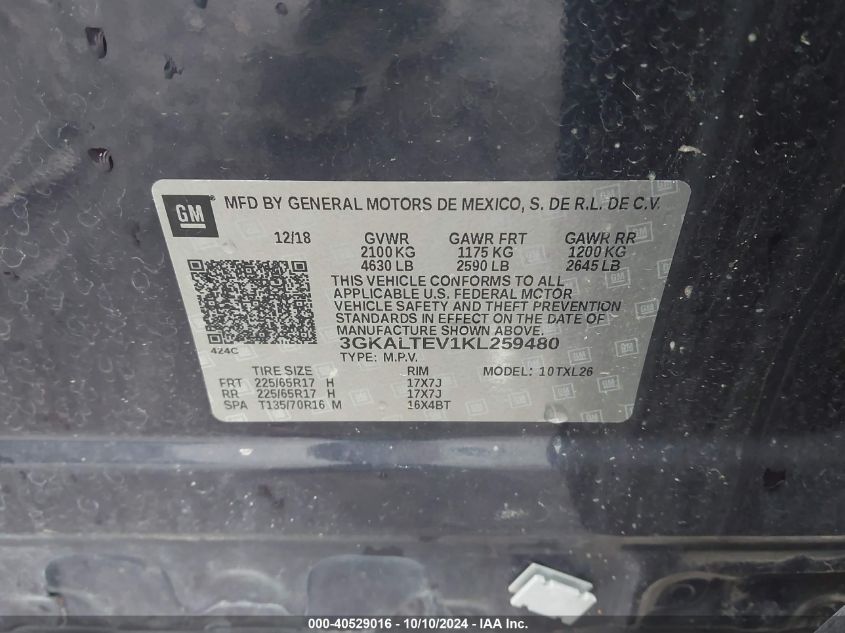 GM
MFD BY GENERAL MOTORS DE MEXICO, S. DE R.L. DE C.V.
12/18 GVWR GAWR FRT GAWR RR
2100 KG 1175 KG 1200 KG
4630 LB 2590 LB 2645 LB
THIS VEHICLE CONFORMS TO ALL
APPLICABLE U.S. FEDERAL MOTOR
VEHICLE SAFETY AND THEFT PREVENTION
STANDARDS IN EFFECT ON THE DATE OF
MANUFACTURE SHOWN ABOVE.
424C
3GKALTEV1KL259480
TYPE: M.P.V. MODEL: 10TXL26
TIRE SIZE RIM
FRT 225/65R17 H 17X7J
RR 225/65R17 H 17X7J
SPA T135/70R16 M 16X4BT
000-40529016 - 10/10/2024 - IAA Inc.